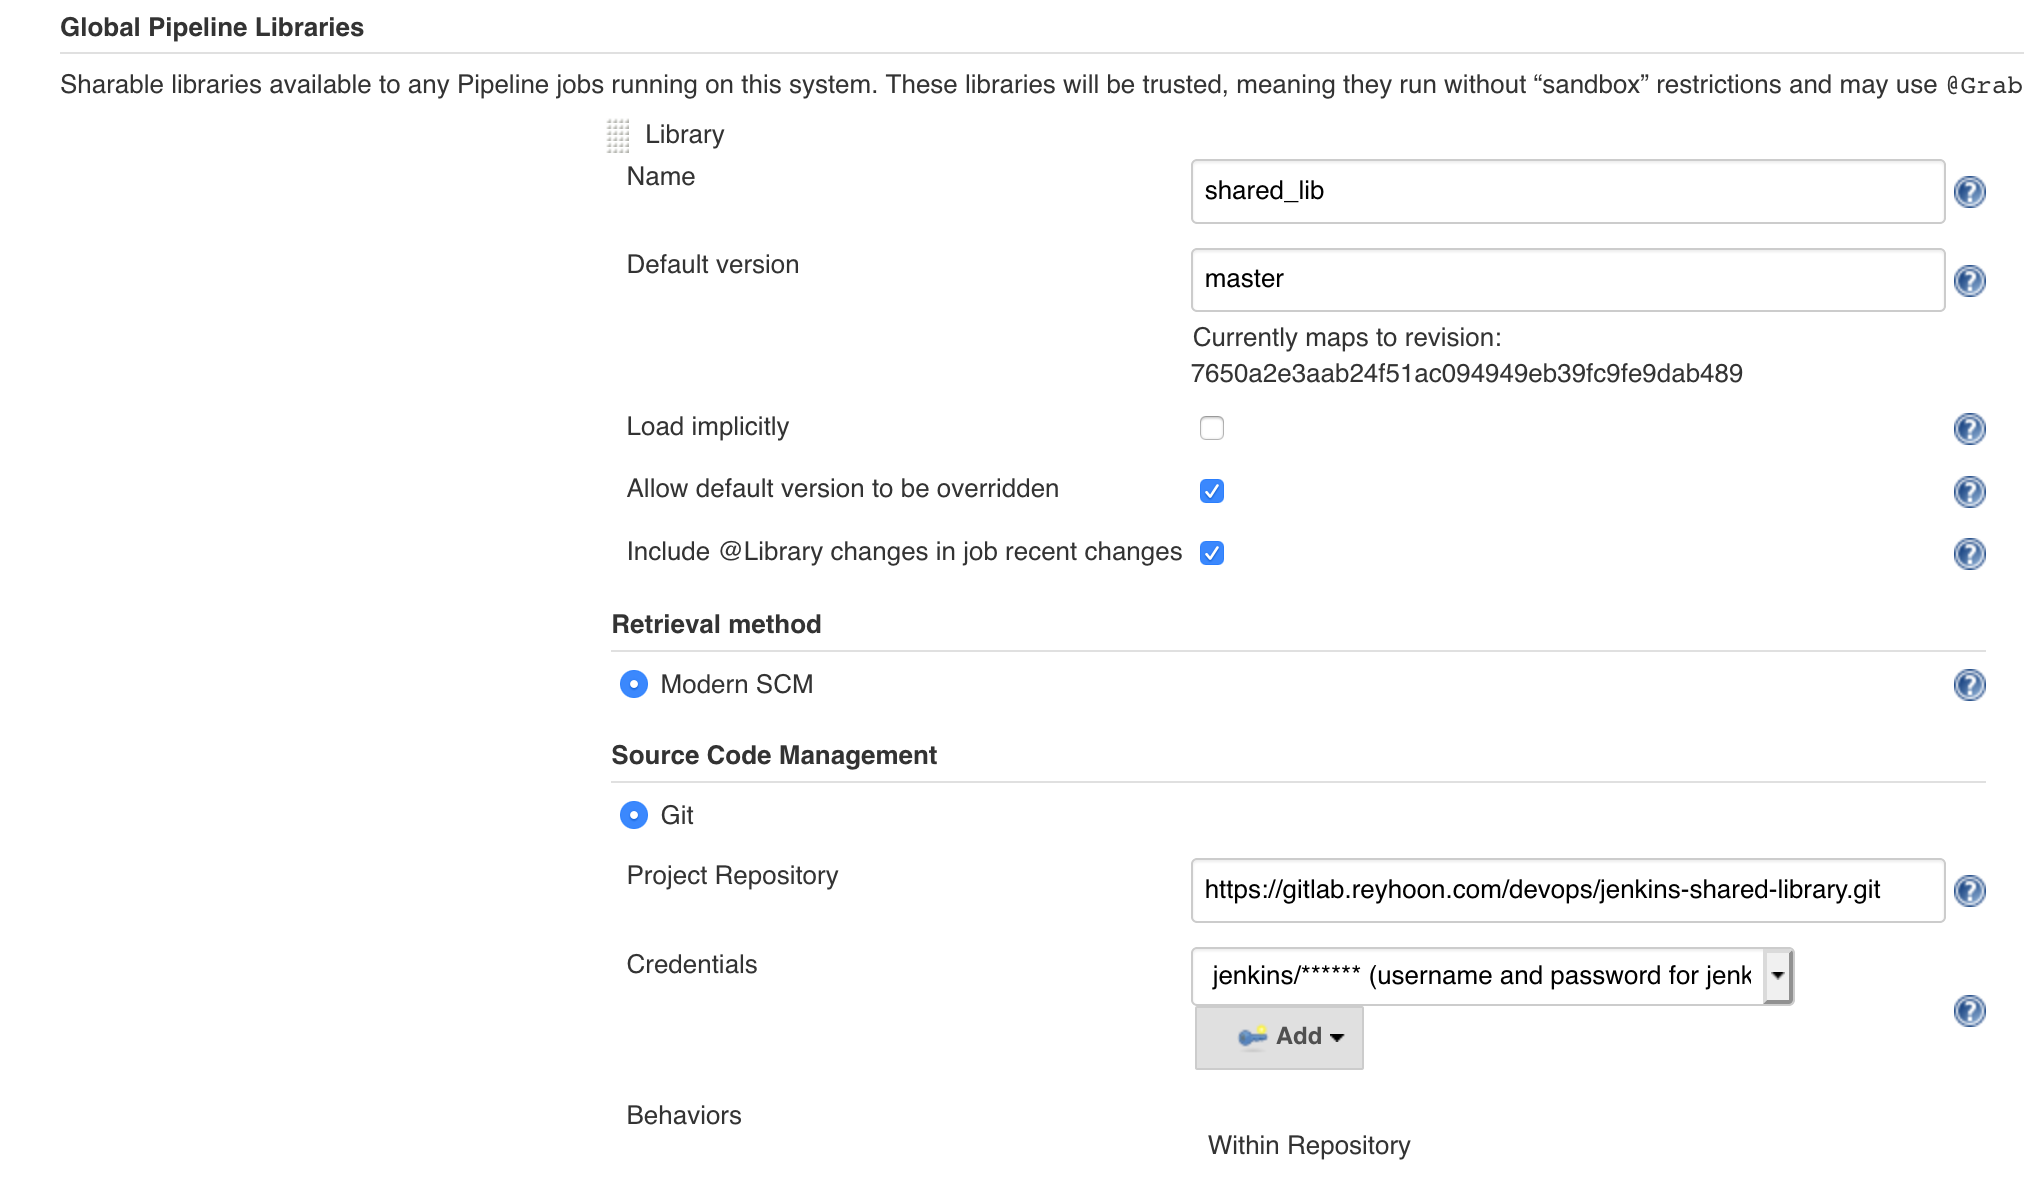 Global Pipeline Libraries
Sharable libraries available to any Pipeline jobs running on this system. These libraries will be trusted, meaning they run without “sandbox” restrictions and may use @Grab
Library
Name
shared_lib
Default version
master
Currently maps to revision:
7650a2e3aab24f51ac094949eb39fc9fe9dab489
Load implicitly
Allow default version to be overridden
Include @Library changes in job recent changes
Retrieval method
Modern SCM
Source Code Management
Git
Project Repository
https://gitlab.reyhoon.com/devops/jenkins-shared-library.git
Credentials
jenkins/****** (username and password for jenk
Add
Behaviors
Within Repository